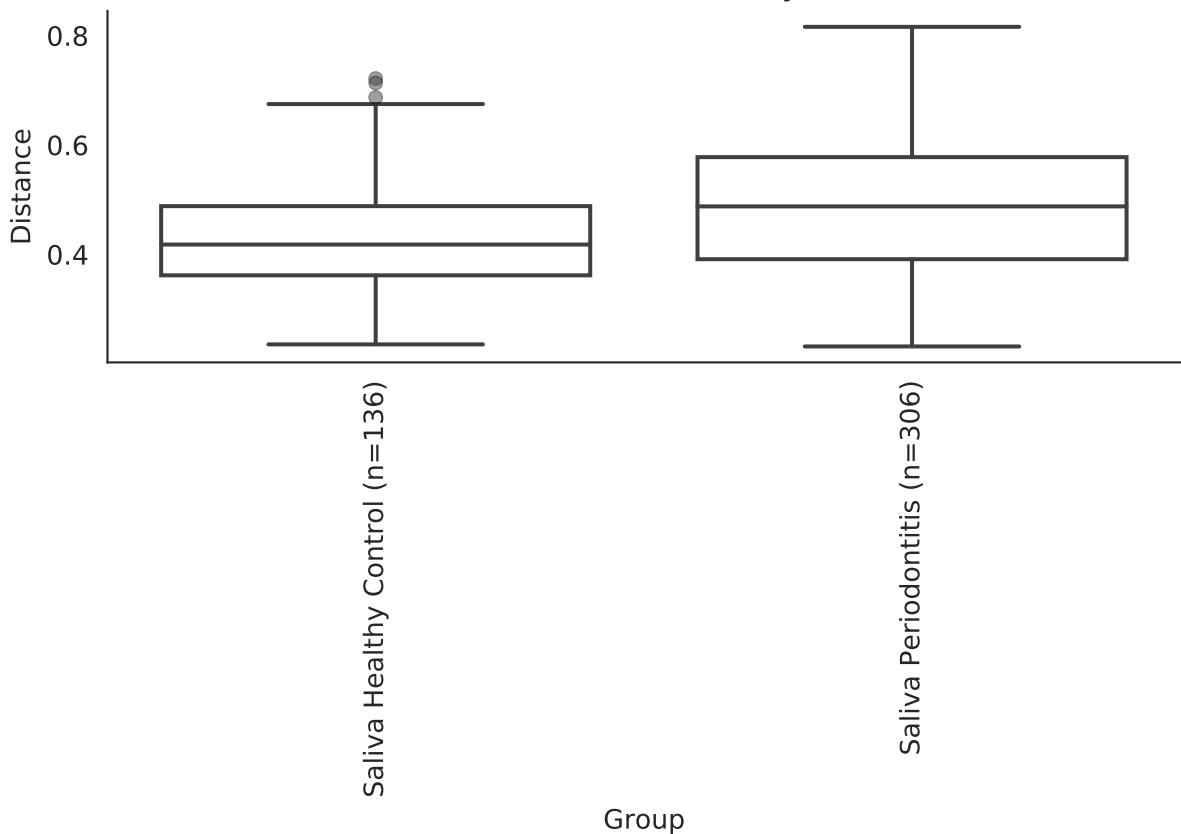 0.8
0.6
0.4
Distance
Saliva Healthy Control (n=136)
Saliva Periodontitis (n=306)
Group